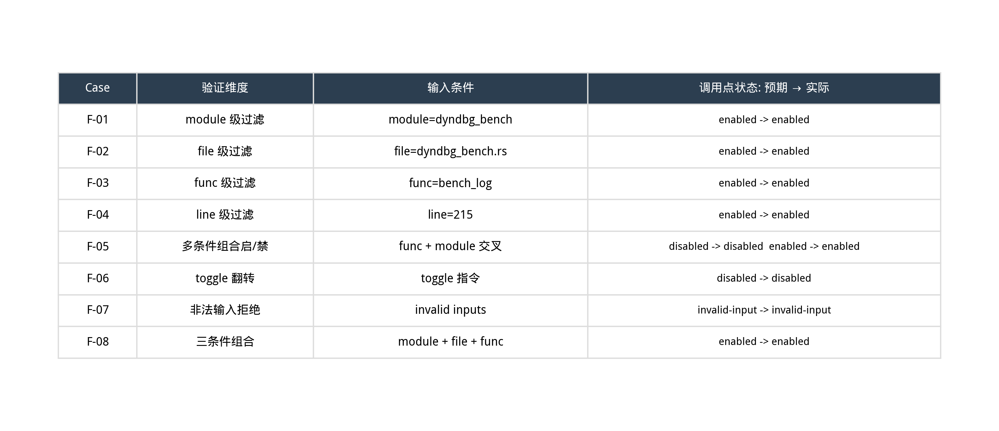 Case 验证维度 输入条件 调用点状态: 预期 → 实际
F-01 module 级过滤 module=dyndbg_bench enabled -> enabled
F-02 file 级过滤 file=dyndbg_bench.rs enabled -> enabled
F-03 func 级过滤 func=bench_log enabled -> enabled
F-04 line 级过滤 line=215 enabled -> enabled
F-05 多条件组合启/禁 func + module 交叉 disabled -> disabled  enabled -> enabled
F-06 toggle 翻转 toggle 指令 disabled -> disabled
F-07 非法输入拒绝 invalid inputs invalid-input -> invalid-input
F-08 三条件组合 module + file + func enabled -> enabled